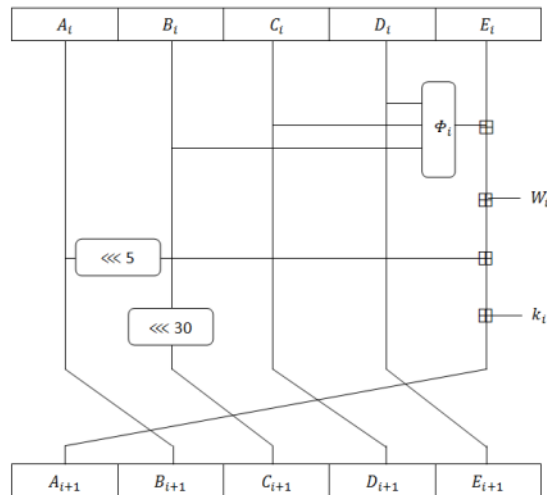 A_i B_i C_i D_i E_i
Φ_i
W_i
⋘ 5
k_i
⋘ 30
A_{i+1} B_{i+1} C_{i+1} D_{i+1} E_{i+1}